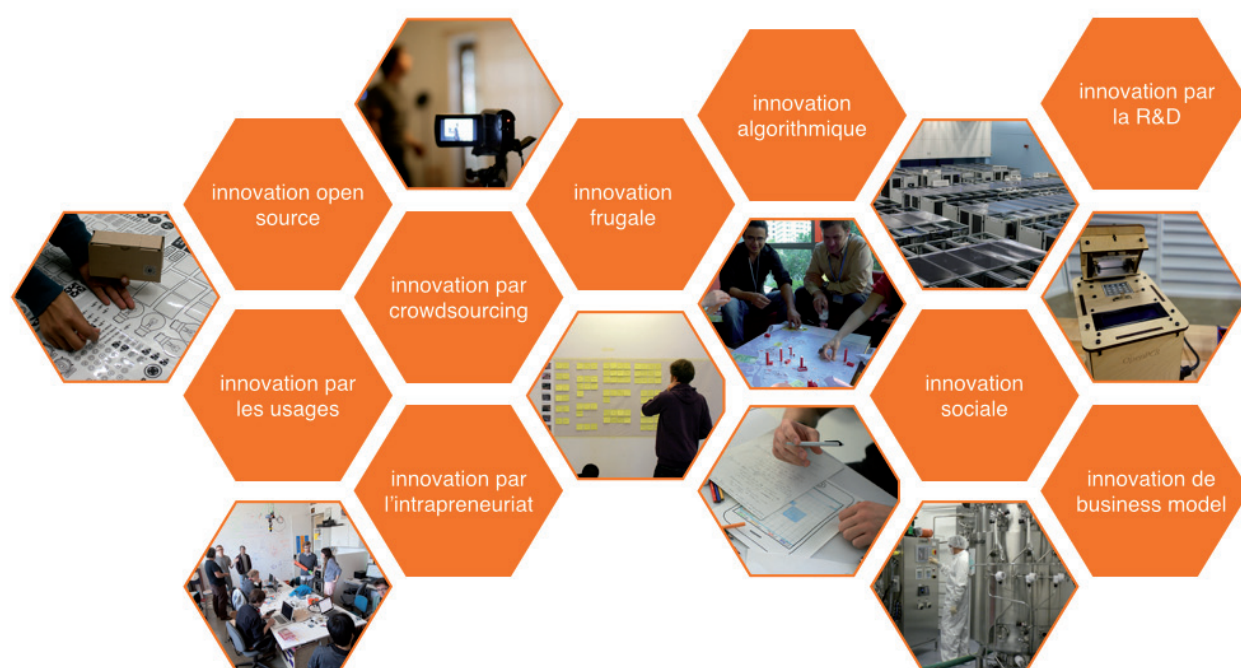 innovation open
source
innovation par
les usages
innovation par
crowdsourcing
innovation par
l'intrapreneuriat
innovation
frugale
innovation
algorithmique
innovation
sociale
innovation par
la R&D
innovation de
business model